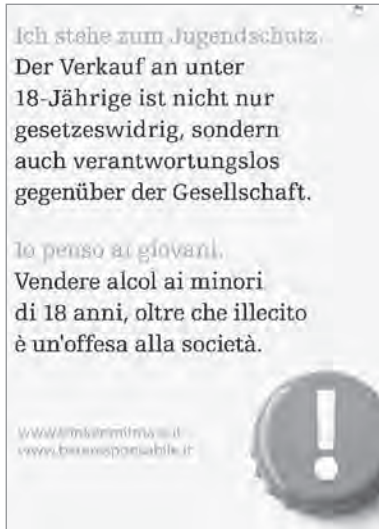 Ich stehe zum Jugendschutz.
Der Verkauf an unter
18-Jährige ist nicht nur
gesetzeswidrig, sondern
auch verantwortungslos
gegenüber der Gesellschaft.
Io penso ai giovani.
Vendere alcol ai minori
di 18 anni, oltre che illecito
è un'offesa alla società.
!